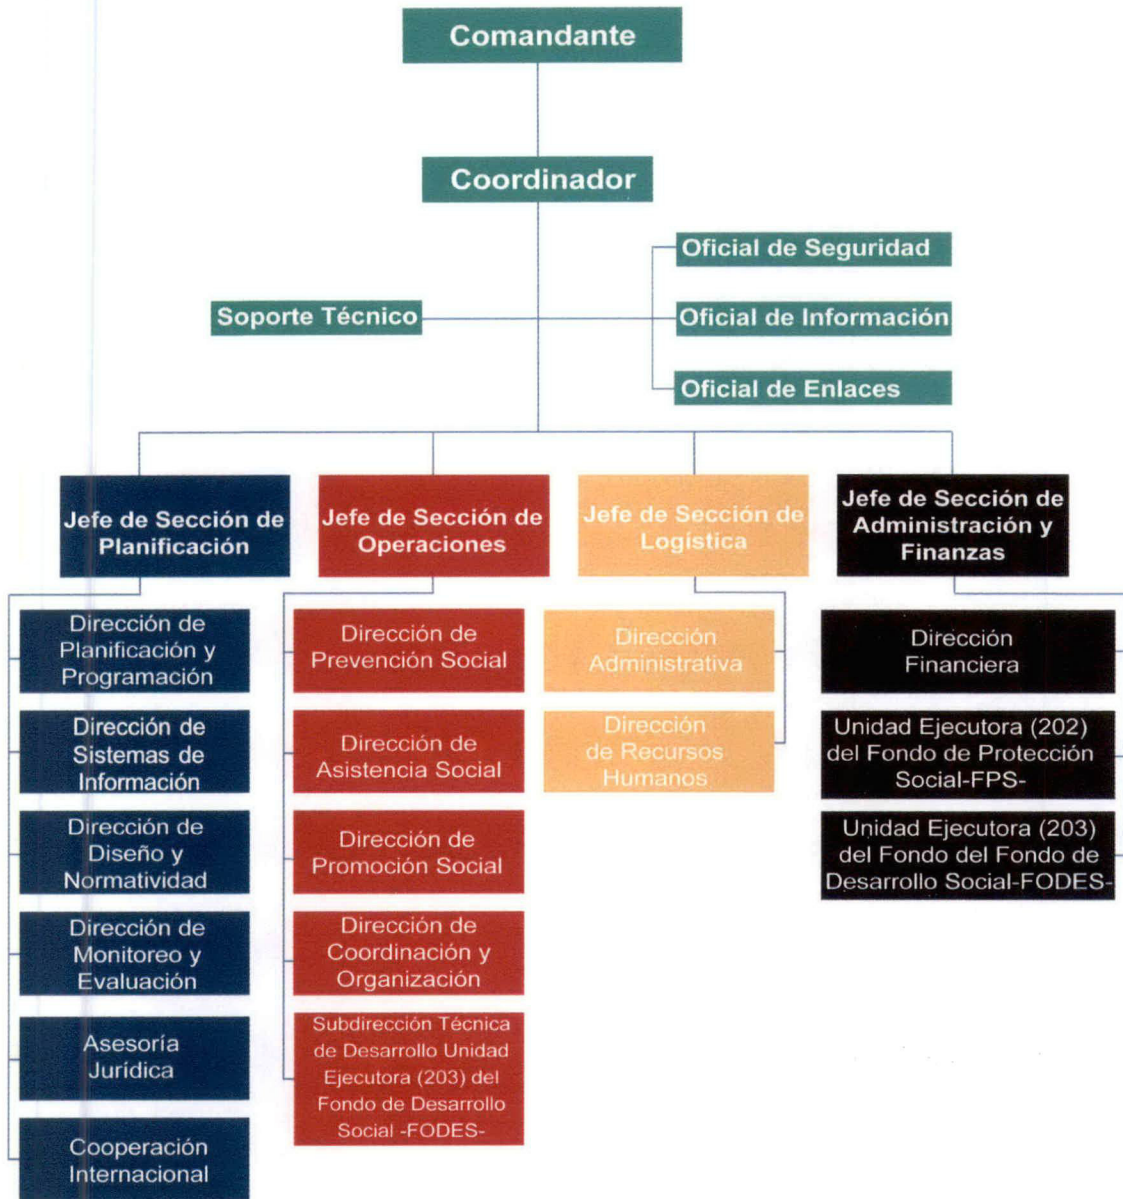 Comandante
Coordinador
Oficial de Seguridad
Soporte Técnico
Oficial de Información
Oficial de Enlaces
Jefe de Sección de
Planificación
Jefe de Sección de
Operaciones
Jefe de Sección de
Logística
Jefe de Sección de
Administración y
Finanzas
Dirección de
Planificación y
Programación
Dirección de
Sistemas de
Información
Dirección de
Diseño y
Normatividad
Dirección de
Monitoreo y
Evaluación
Asesoría
Jurídica
Cooperación
Internacional
Dirección de
Prevención Social
Dirección de
Asistencia Social
Dirección de
Promoción Social
Dirección de
Coordinación y
Organización
Subdirección Técnica
de Desarrollo Unidad
Ejecutora (203) del
Fondo de Desarrollo
Social -FODES-
Dirección
Administrativa
Dirección
de Recursos
Humanos
Dirección
Financiera
Unidad Ejecutora (202)
del Fondo de Protección
Social-FPS-
Unidad Ejecutora (203)
del Fondo del Fondo de
Desarrollo Social-FODES-